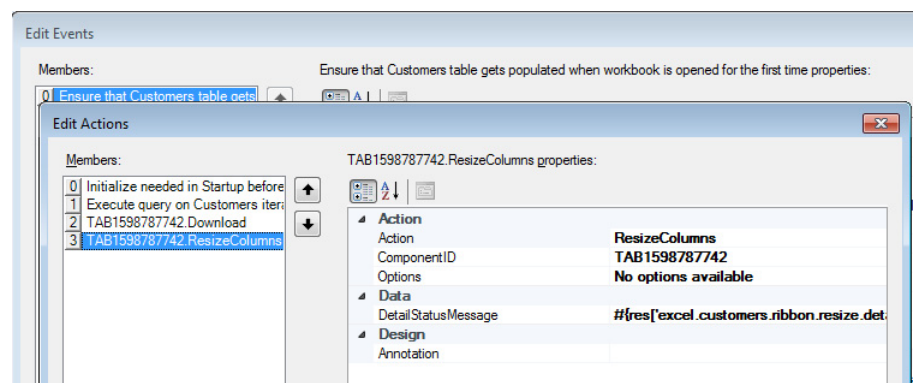 Edit Events
Members:
Ensure that Customers table gets populated when workbook is opened for the first time properties:
0 Ensure that Customers table gets
Edit Actions
Members:
TAB1598787742.ResizeColumns properties:
0 Initialize needed in Startup before
1 Execute query on Customers itera
2 TAB1598787742.Download
3 TAB1598787742.ResizeColumns
Action
Action ResizeColumns
ComponentID TAB1598787742
Options No options available
Data
DetailStatusMessage #{res['excel.customers.ribbon.resize.det
Design
Annotation